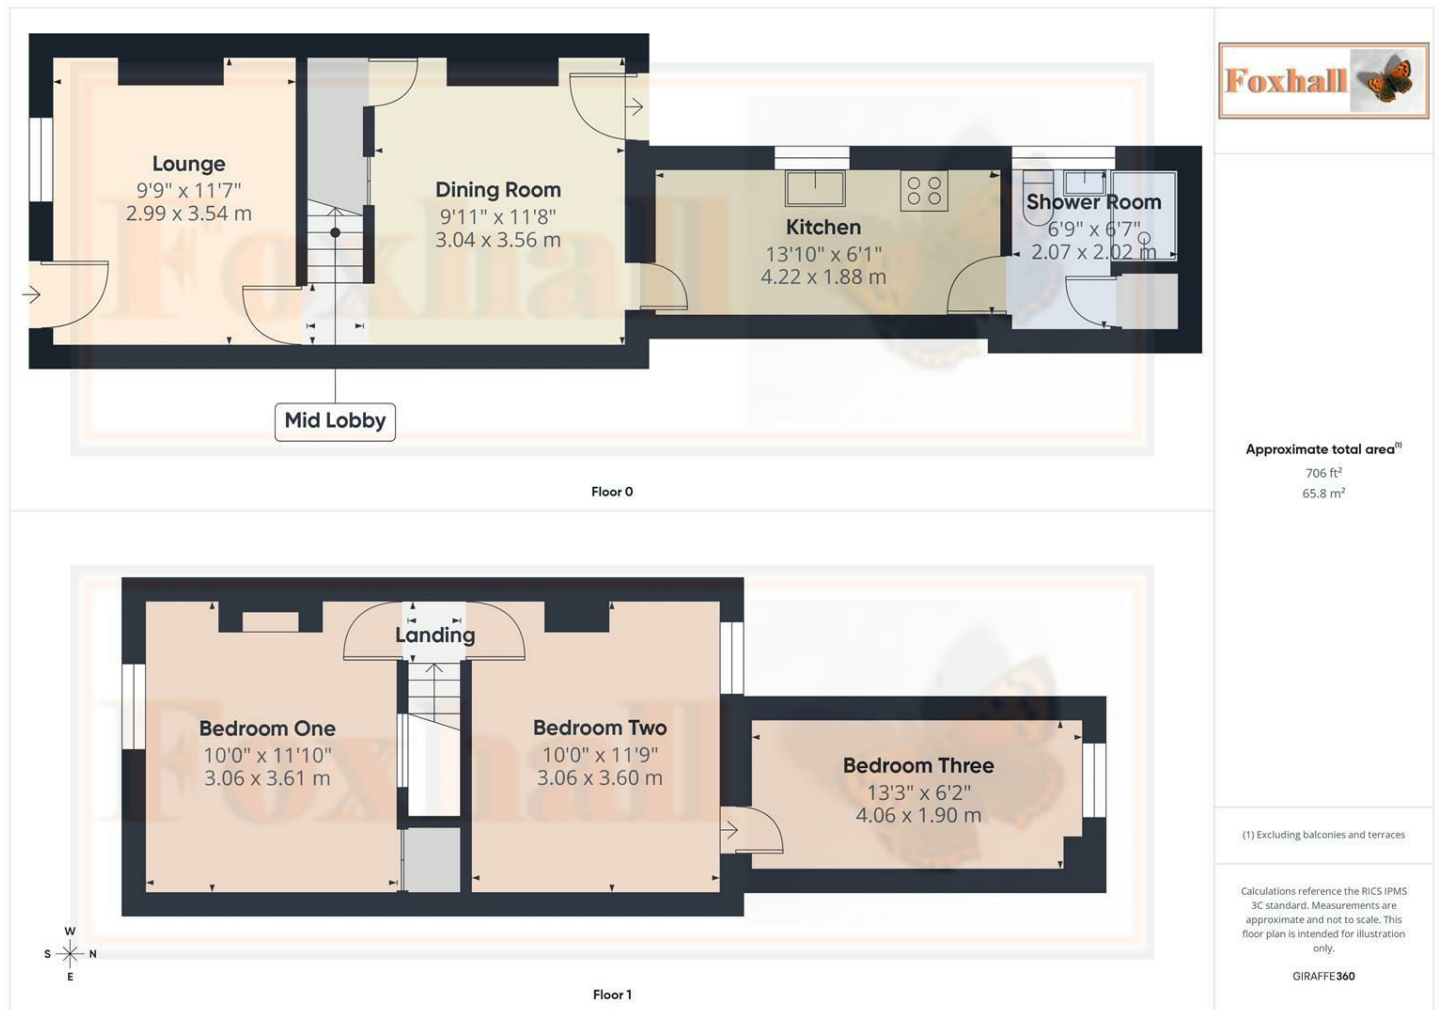 Foxhall
Lounge
9'9" x 11'7"
2.99 x 3.54 m
Dining Room
9'11" x 11'8"
3.04 x 3.56 m
Kitchen
13'10" x 6'1"
4.22 x 1.88 m
Shower Room
6'9" x 6'7"
2.07 x 2.02 m
Mid Lobby
Foxhall
Floor 0
Approximate total area(1)
706 ft²
65.8 m²
Landing
Bedroom One
10'0" x 11'10"
3.06 x 3.61 m
Bedroom Two
10'0" x 11'9"
3.06 x 3.60 m
Bedroom Three
13'3" x 6'2"
4.06 x 1.90 m
Foxhall
W
S N
E
Floor 1
(1) Excluding balconies and terraces
Calculations reference the RICS IPMS
3C standard. Measurements are
approximate and not to scale. This
floor plan is intended for illustration
only.
GIRAFFE360